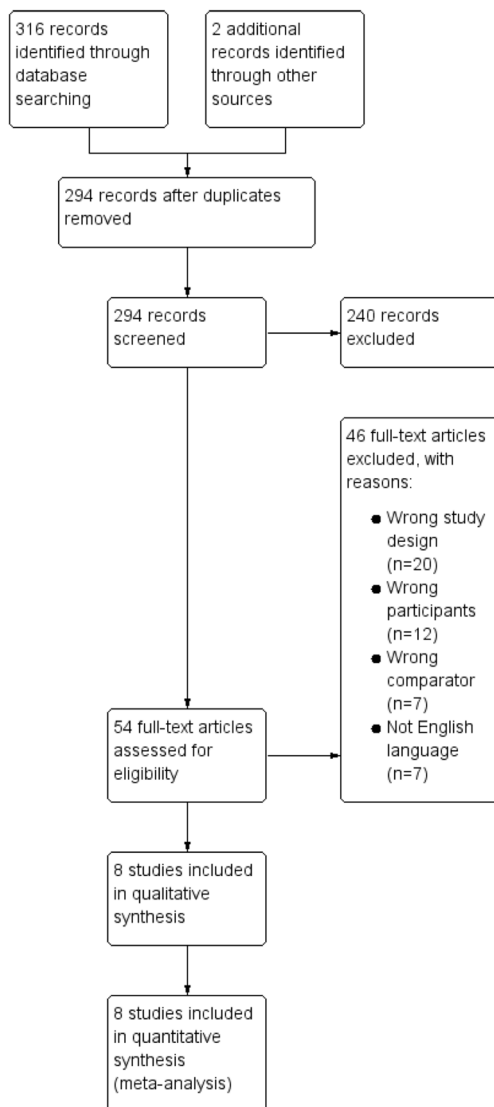 316 records
identified through
database
searching
2 additional
records identified
through other
sources
294 records after duplicates
removed
294 records
screened
240 records
excluded
46 full-text articles
excluded, with
reasons:
● Wrong study
design
(n=20)
● Wrong
participants
(n=12)
● Wrong
comparator
(n=7)
● Not English
language
(n=7)
54 full-text articles
assessed for
eligibility
8 studies included
in qualitative
synthesis
8 studies included
in quantitative
synthesis
(meta-analysis)